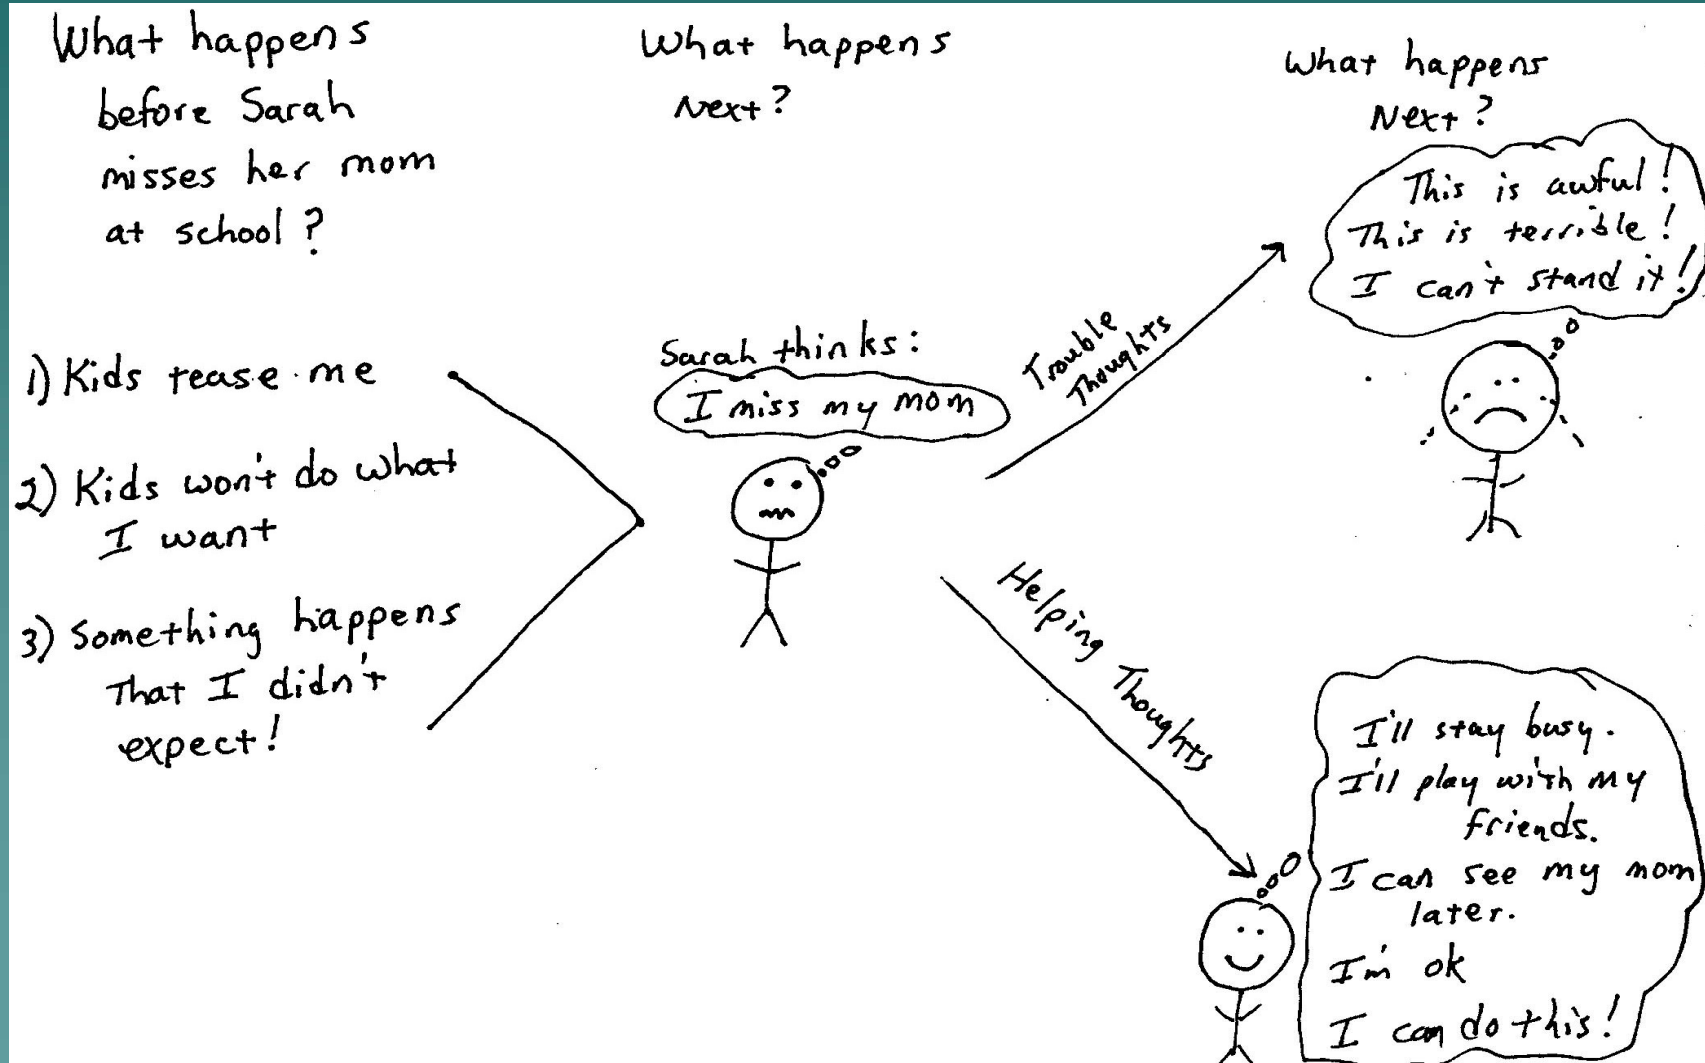 What happens
before Sarah
misses her mom
at school?
1) Kids tease me
2) Kids won't do what
I want
3) Something happens
That I didn't
expect!
What happens
Next?
Sarah thinks:
I miss my mom
Trouble
Thoughts
Helping Thoughts
What happens
Next?
This is awful!
This is terrible!
I can't stand it!
I'll stay busy.
I'll play with my
friends.
I can see my mom
later.
I'm ok
I can do this!